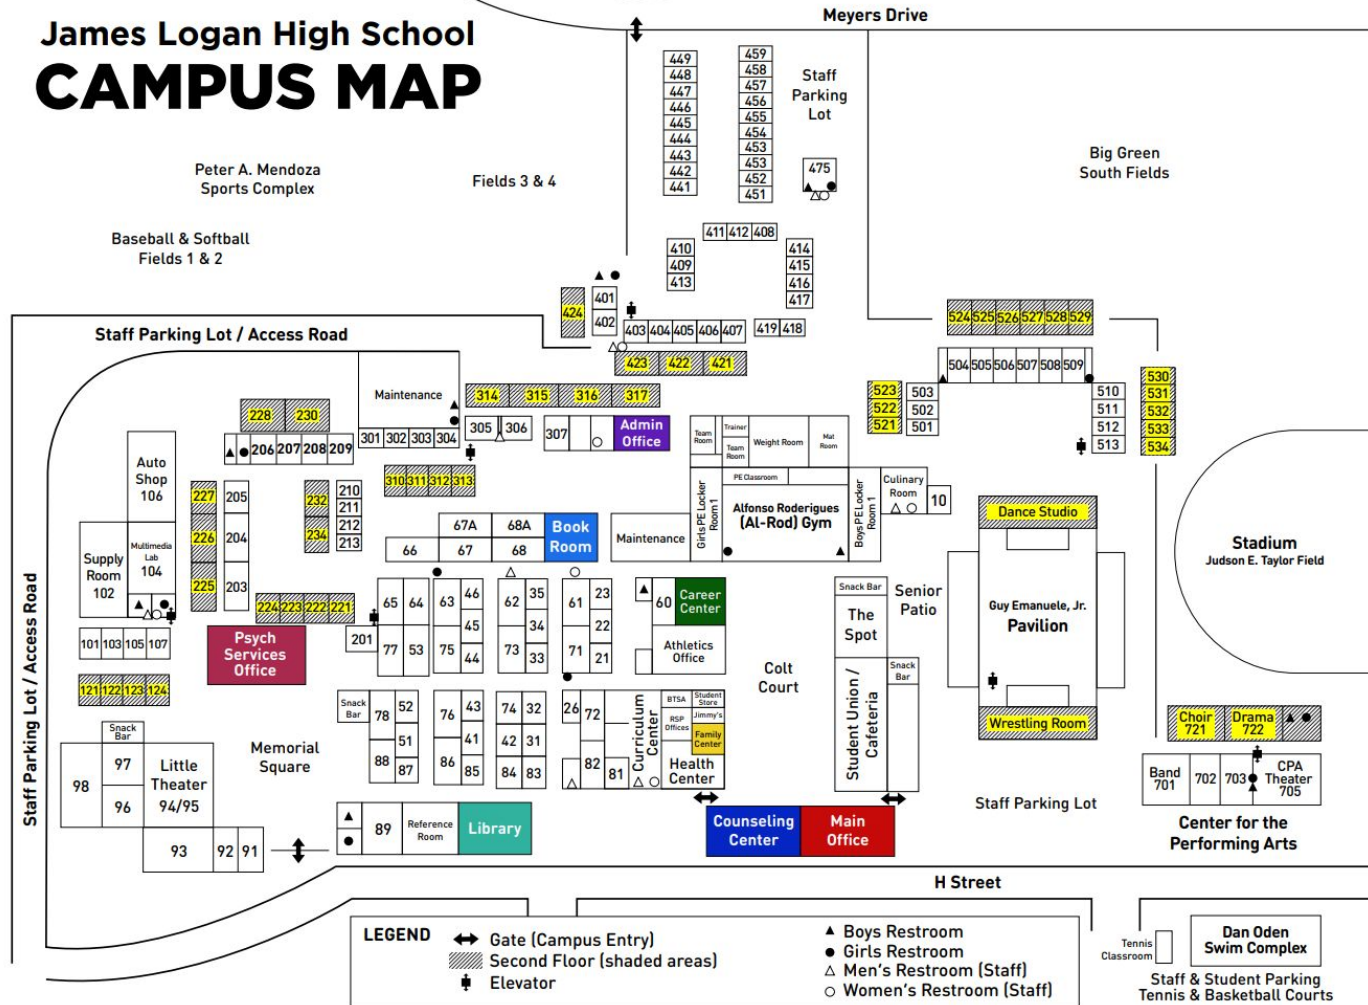 James Logan High School
CAMPUS MAP
Meyers Drive
Peter A. Mendoza
Sports Complex
Fields 3 & 4
Baseball & Softball
Fields 1 & 2
449
448
447
446
445
444
443
442
441
459
458
457
456
455
454
453
453
452
451
Staff
Parking
Lot
475
Big Green
South Fields
411 412 408
410
409
413
414
415
416
417
424
401
402
403 404 405 406 407
419 418
423 422 421
Staff Parking Lot / Access Road
524 525 526 527 528 529
504 505 506 507 508 509
523
522
521
503
502
501
510
511
512
513
530
531
532
533
534
Maintenance
301 302 303 304
314 315 316 317
305 306
307
Admin
Office
310 311 312 313
228 230
206 207 208 209
Auto
Shop
106
227
226
225
205
204
203
232
234
210
211
212
213
Supply
Room
102
Multimedia
Lab
104
101 103 105 107
121 122 123 124
224 223 222 221
Psych
Services
Office
201
Team
Room
Trainer
Team
Room
Weight Room
Mat
Room
PE Classroom
Girls PE Locker
Room 1
Alfonso Roderigues
(Al-Rod) Gym
Boys PE Locker
Room 1
Culinary
Room
10
Maintenance
67A 68A
66 67 68
Book
Room
65 64
77 53
63 46
45
75 44
62 35
34
73 33
61 23
22
71 21
60
Career
Center
Athletics
Office
Snack Bar
The
Spot
Senior
Patio
Colt
Court
Student Union /
Cafeteria
Snack
Bar
Dance Studio
Guy Emanuele, Jr.
Pavilion
Wrestling Room
Stadium
Judson E. Taylor Field
Snack
Bar
78 52
51
88 87
76 43
41
86 85
74 32
42 31
84 83
26 72
82 81
Curriculum
Center
BTSA
Student
Store
RSP
Offices
Jimmy's
Family
Center
Health
Center
Memorial
Square
Snack
Bar
98
97
96
Little
Theater
94/95
93 92 91
89
Reference
Room
Library
Counseling
Center
Main
Office
Staff Parking Lot
Choir
721
Drama
722
Band
701
702 703
CPA
Theater
705
Center for the
Performing Arts
Staff Parking Lot / Access Road
H Street
LEGEND
Gate (Campus Entry)
Second Floor (shaded areas)
Elevator
Boys Restroom
Girls Restroom
Men's Restroom (Staff)
Women's Restroom (Staff)
Tennis
Classroom
Dan Oden
Swim Complex
Staff & Student Parking
Tennis & Basketball Courts